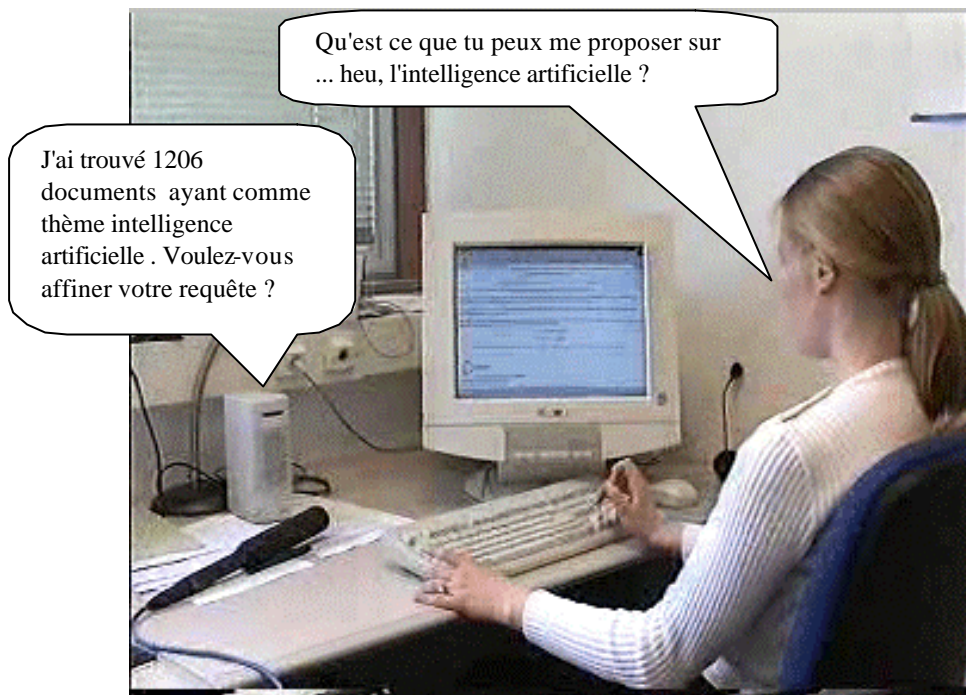 Qu'est ce que tu peux me proposer sur
... heu, l'intelligence artificielle ?
J'ai trouvé 1206
documents ayant comme
thème intelligence
artificielle . Voulez-vous
affiner votre requête ?